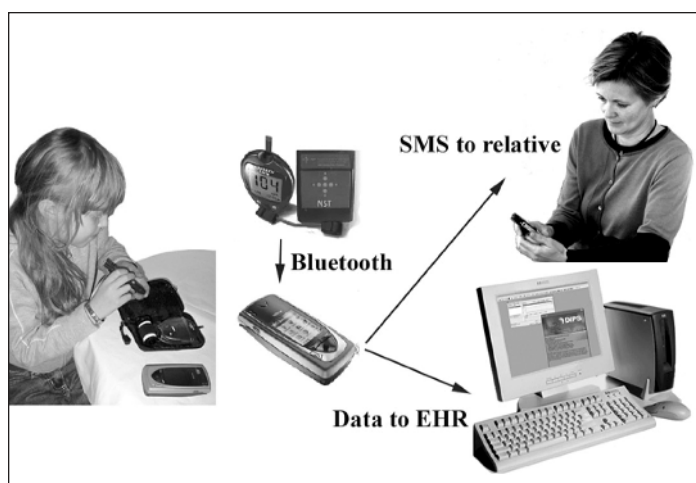 SMS to relative
104
NST
Bluetooth
DIPS
Data to EHR